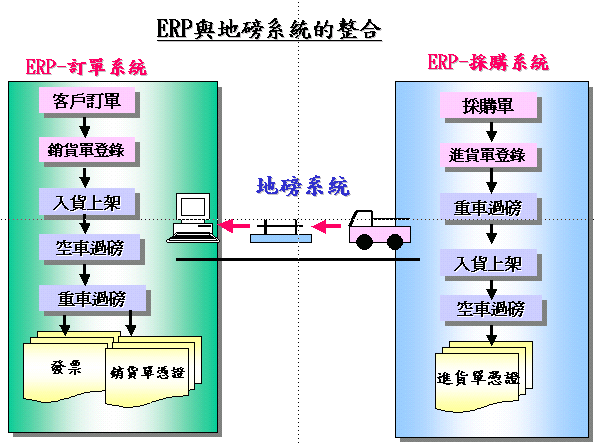 ERP與地磅系統的整合
ERP-訂單系統
客戶訂單
銷貨單登錄
入貨上架
空車過磅
重車過磅
發票
銷貨單憑證
地磅系統
ERP-採購系統
採購單
進貨單登錄
重車過磅
入貨上架
空車過磅
進貨單憑證